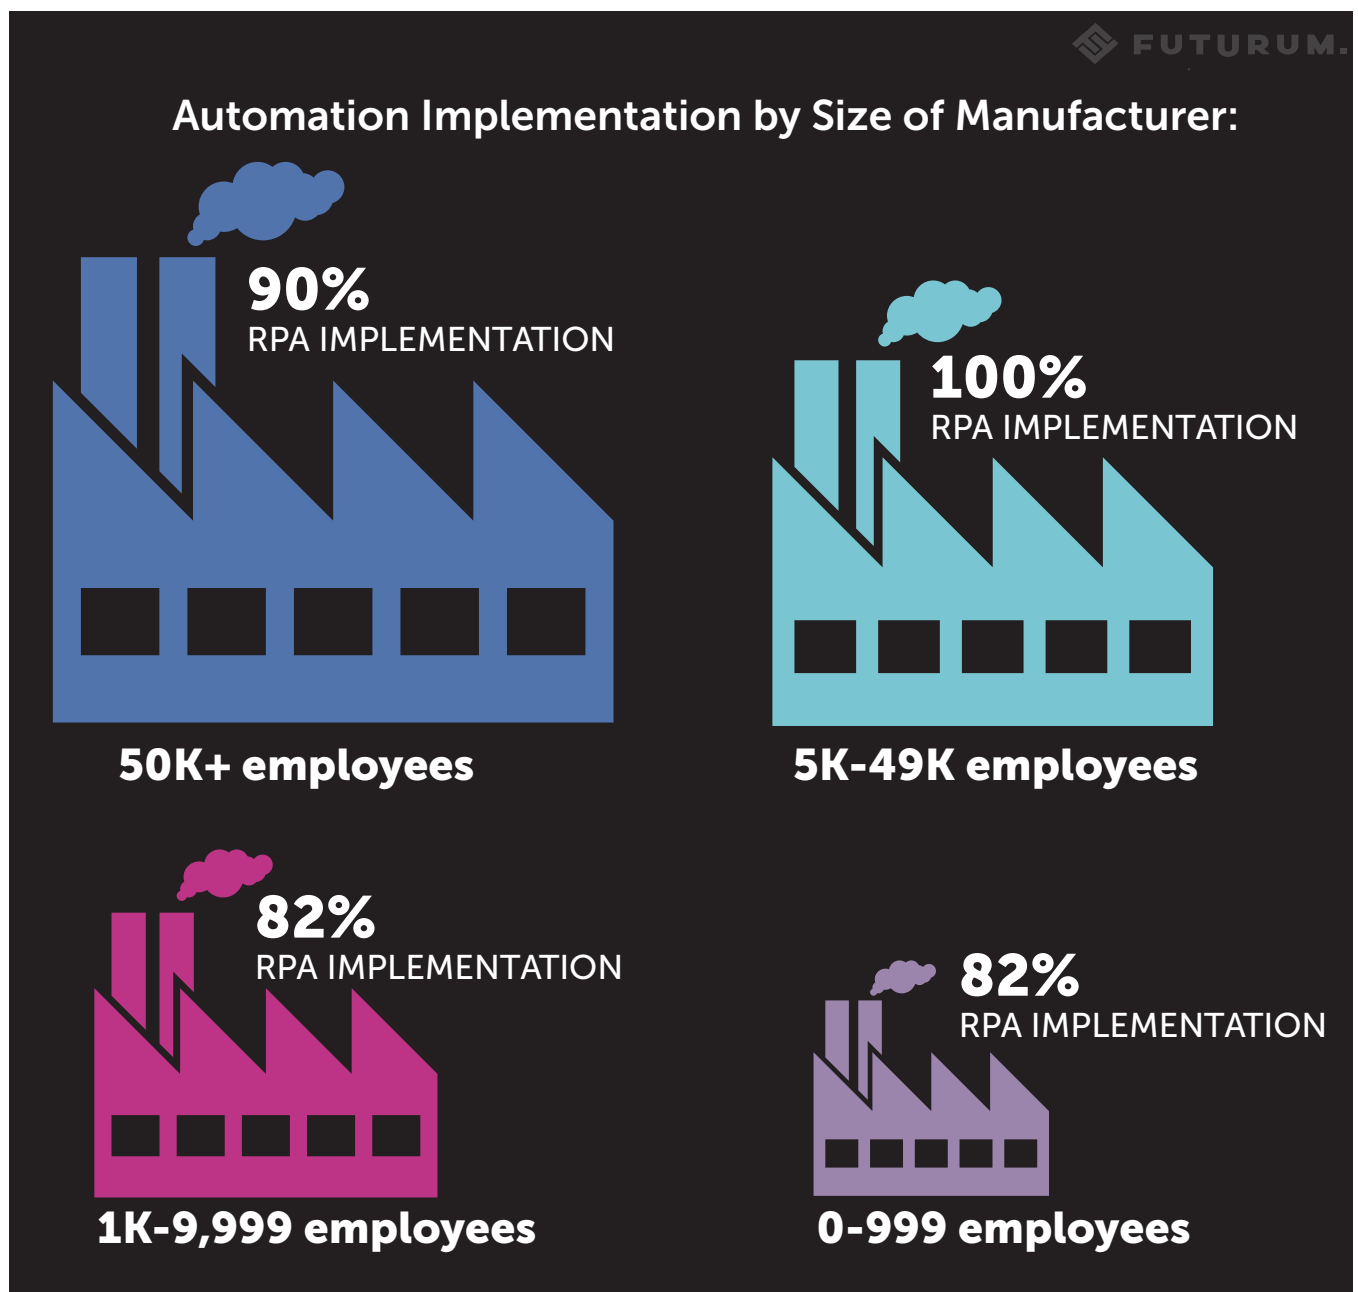 FUTURUM.
Automation Implementation by Size of Manufacturer:
90%
RPA IMPLEMENTATION
50K+ employees
100%
RPA IMPLEMENTATION
5K-49K employees
82%
RPA IMPLEMENTATION
1K-9,999 employees
82%
RPA IMPLEMENTATION
0-999 employees